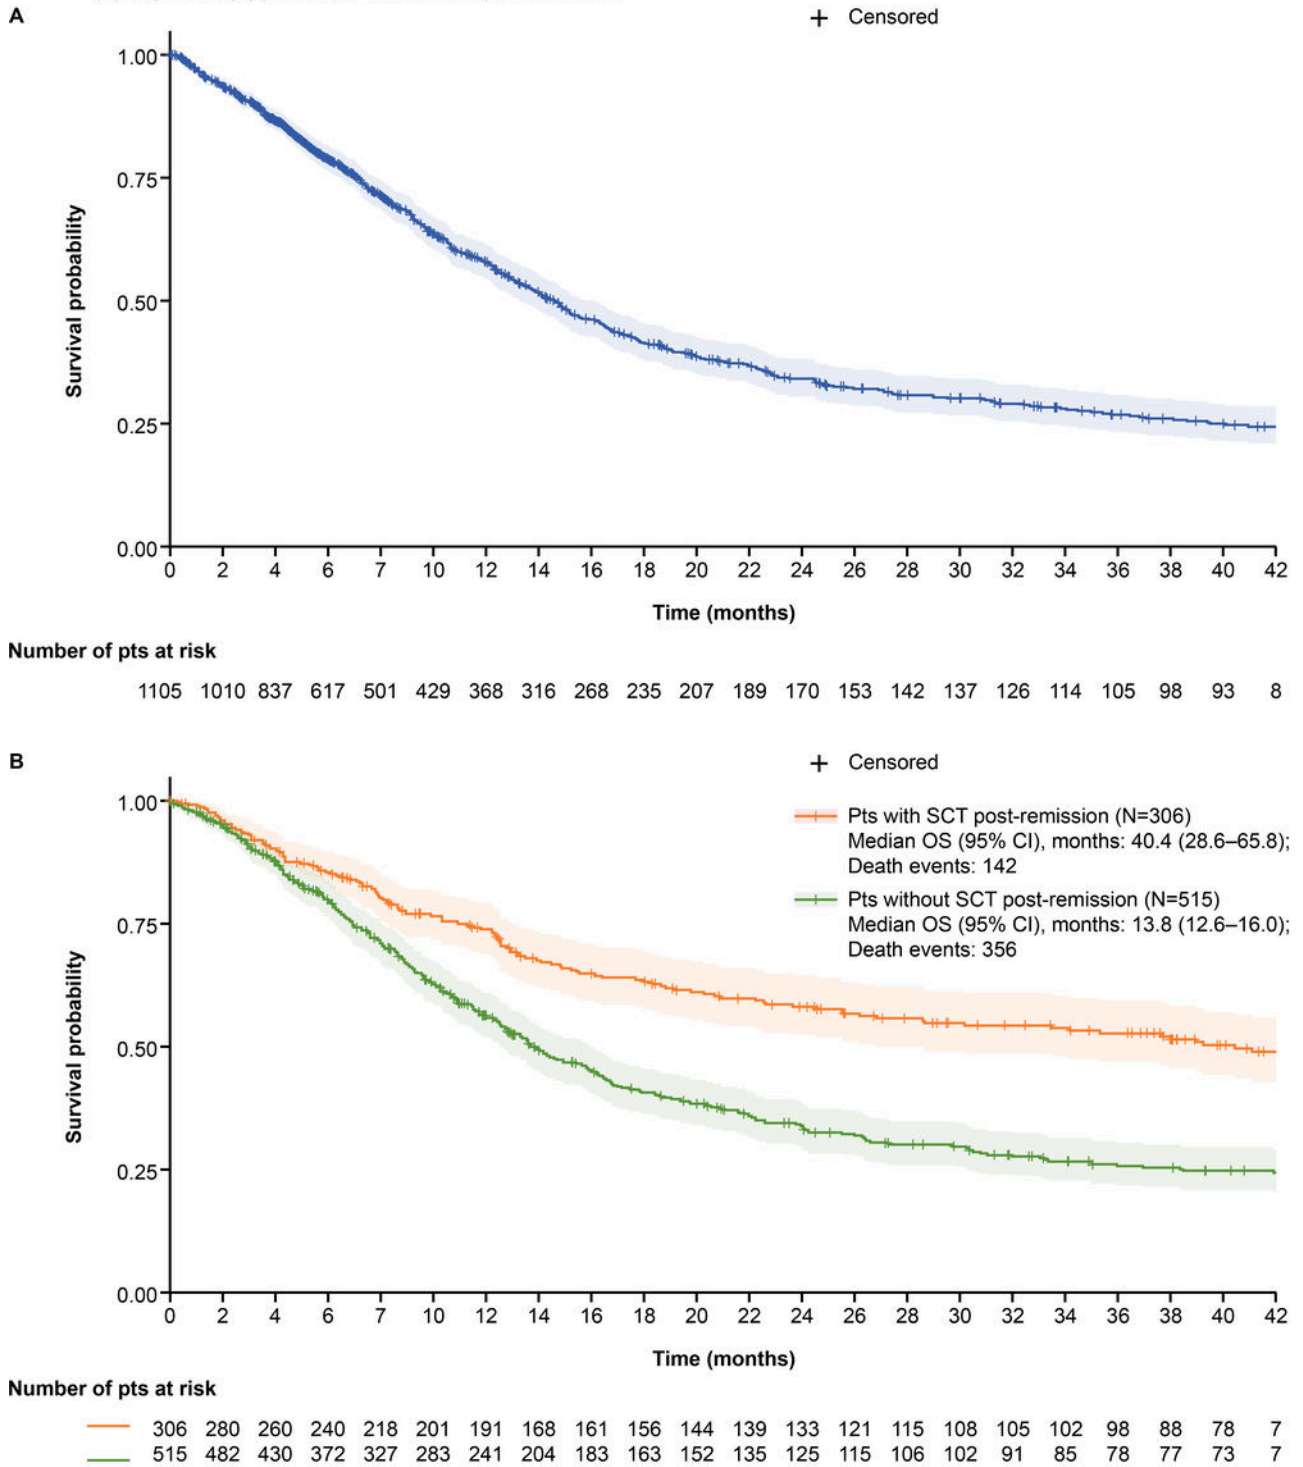 A
+ Censored
1.00
0.75
0.50
0.25
0.00
Survival probability
0 2 4 6 7 10 12 14 16 18 20 22 24 26 28 30 32 34 36 38 40 42
Time (months)
Number of pts at risk
1105 1010 837 617 501 429 368 316 268 235 207 189 170 153 142 137 126 114 105 98 93 8
B
+ Censored
Pts with SCT post-remission (N=306)
Median OS (95% CI), months: 40.4 (28.6–65.8);
Death events: 142
Pts without SCT post-remission (N=515)
Median OS (95% CI), months: 13.8 (12.6–16.0);
Death events: 356
1.00
0.75
0.50
0.25
0.00
Survival probability
0 2 4 6 7 10 12 14 16 18 20 22 24 26 28 30 32 34 36 38 40 42
Time (months)
Number of pts at risk
306 280 260 240 218 201 191 168 161 156 144 139 133 121 115 108 105 102 98 88 78 7
515 482 430 372 327 283 241 204 183 163 152 135 125 115 106 102 91 85 78 77 73 7